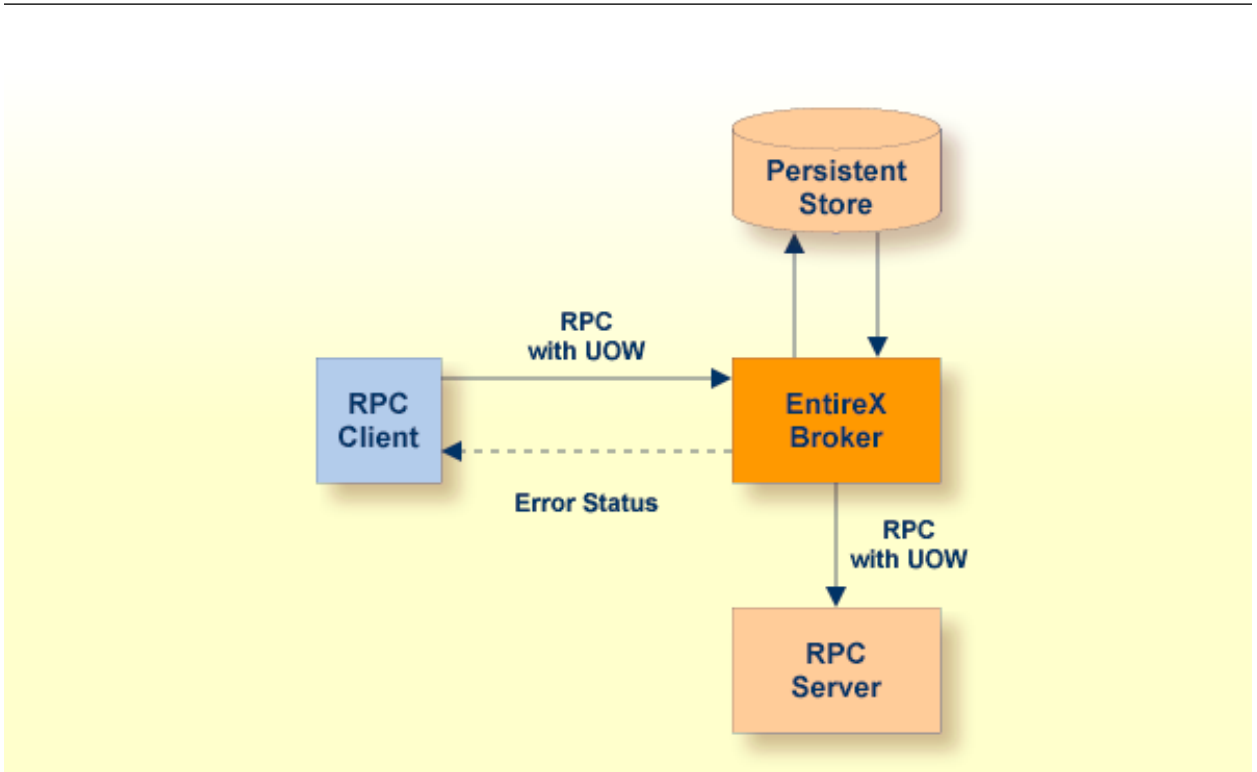 Persistent
Store
RPC
with UOW
RPC
Client
EntireX
Broker
Error Status
RPC
with UOW
RPC
Server